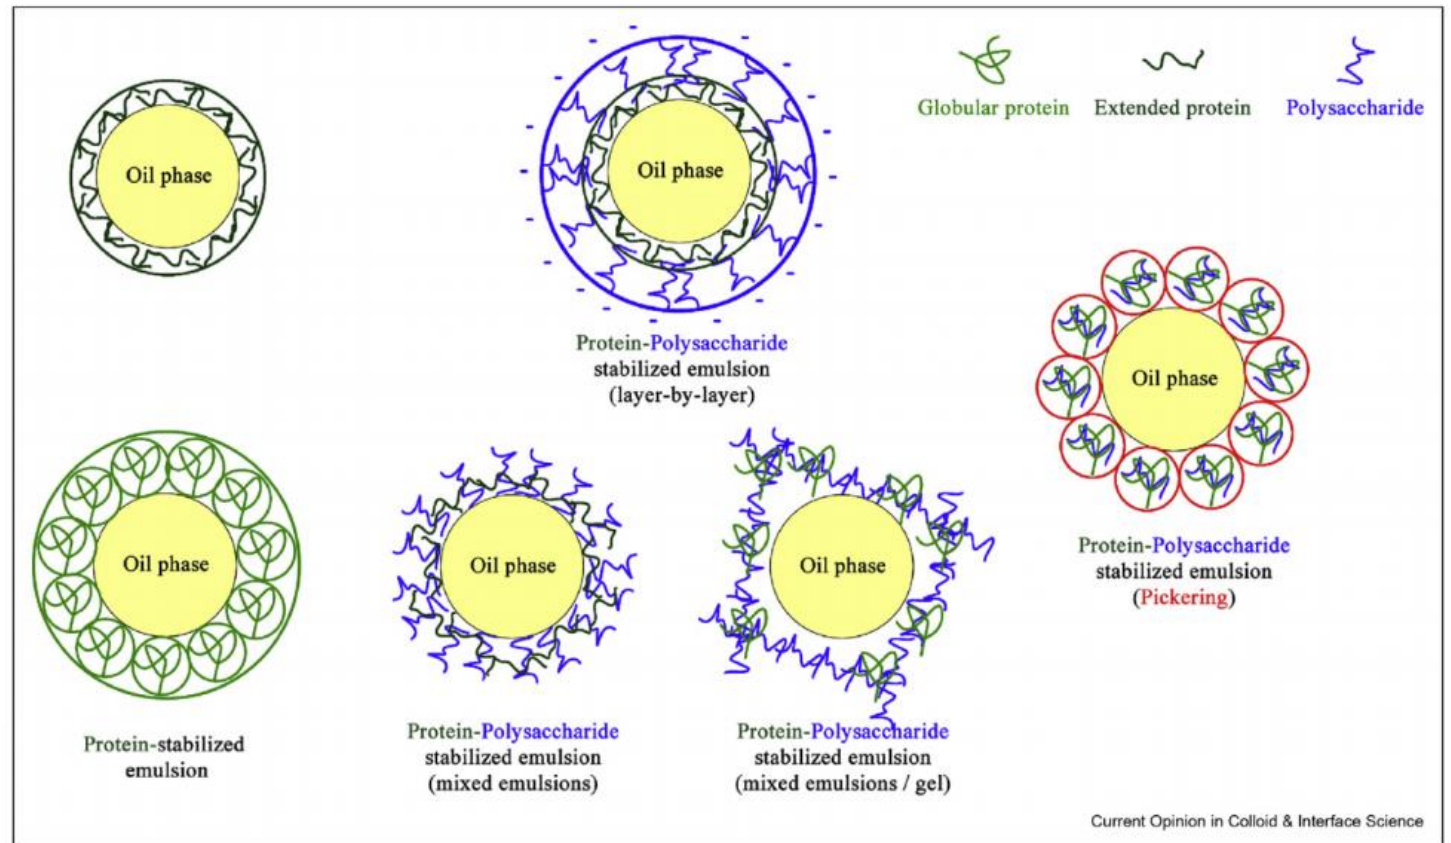 Oil phase
Oil phase
Globular protein
Extended protein
Polysaccharide
Protein-Polysaccharide
stabilized emulsion
(layer-by-layer)
Oil phase
Protein-Polysaccharide
stabilized emulsion
(Pickering)
Oil phase
Protein-stabilized
emulsion
Oil phase
Protein-Polysaccharide
stabilized emulsion
(mixed emulsions)
Oil phase
Protein-Polysaccharide
stabilized emulsion
(mixed emulsions / gel)
Current Opinion in Colloid & Interface Science